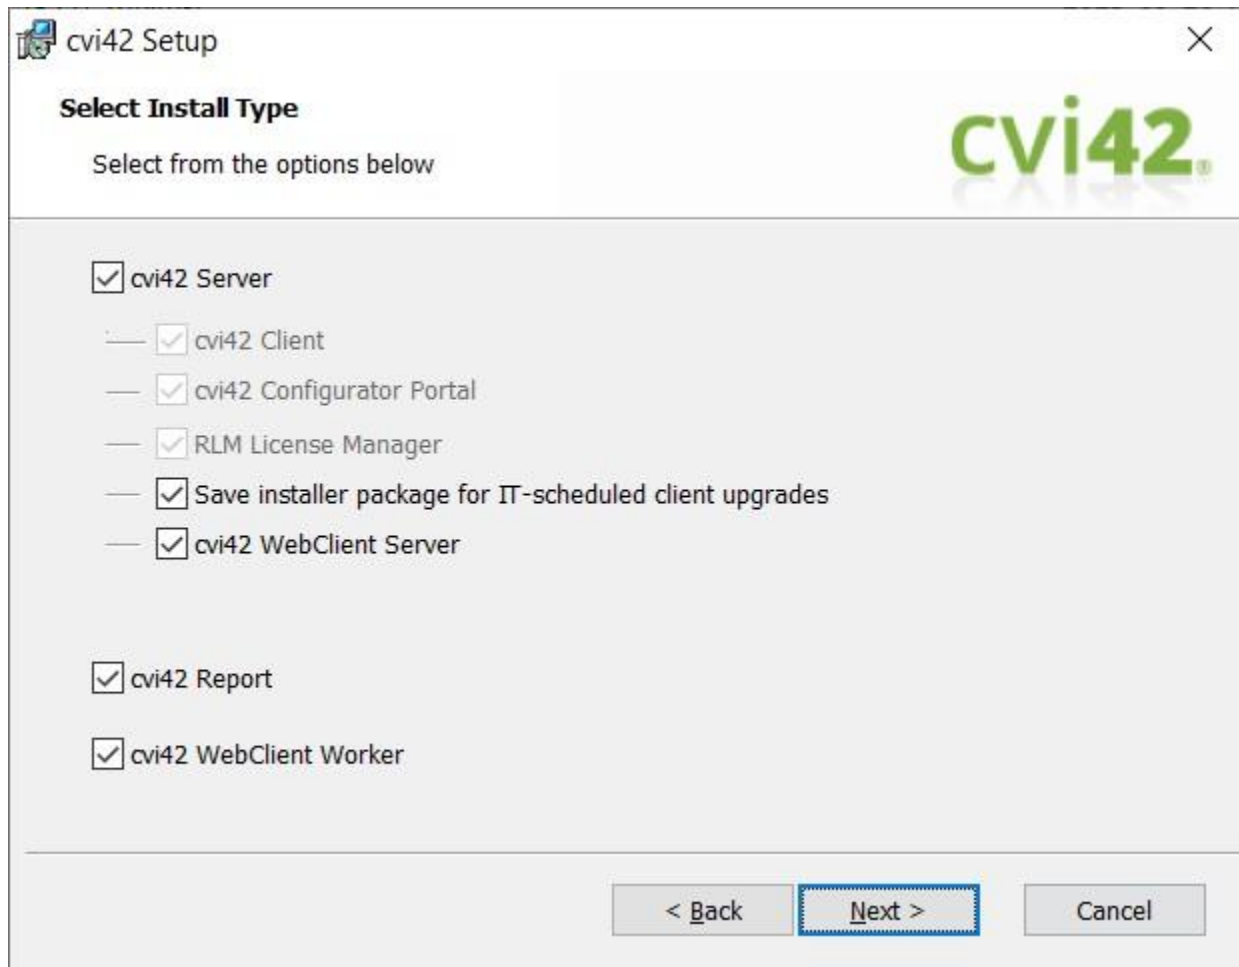 cvi42 Setup
Select Install Type
Select from the options below
cvi42®
cvi42 Server
cvi42 Client
cvi42 Configurator Portal
RLM License Manager
Save installer package for IT-scheduled client upgrades
cvi42 WebClient Server
cvi42 Report
cvi42 WebClient Worker
< Back
Next >
Cancel